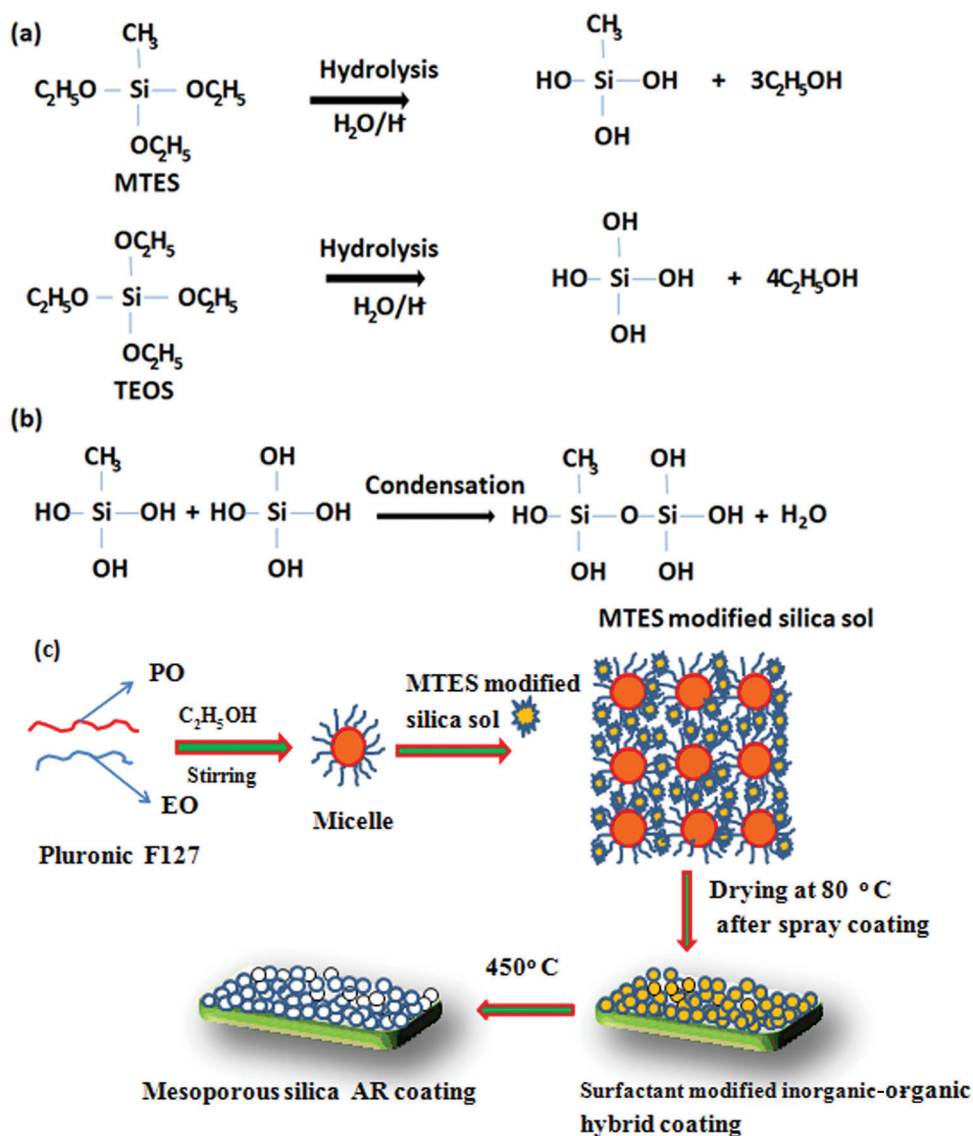 (a)
CH₃
C₂H₅O — Si — OC₂H₅
OC₂H₅
MTES
Hydrolysis
H₂O/H
CH₃
HO — Si — OH + 3C₂H₅OH
OH
OC₂H₅
C₂H₅O — Si — OC₂H₅
OC₂H₅
TEOS
Hydrolysis
H₂O/H
OH
HO — Si — OH + 4C₂H₅OH
OH
(b)
CH₃ OH
HO — Si — OH + HO — Si — OH
OH OH
Condensation
CH₃ OH
HO — Si — O — Si — OH + H₂O
OH OH
MTES modified silica sol
(c)
PO
EO
Pluronic F127
C₂H₅OH
Stirring
Micelle
MTES modified
silica sol
Drying at 80 °C
after spray coating
450°C
Mesoporous silica AR coating
Surfactant modified inorganic-organic
hybrid coating